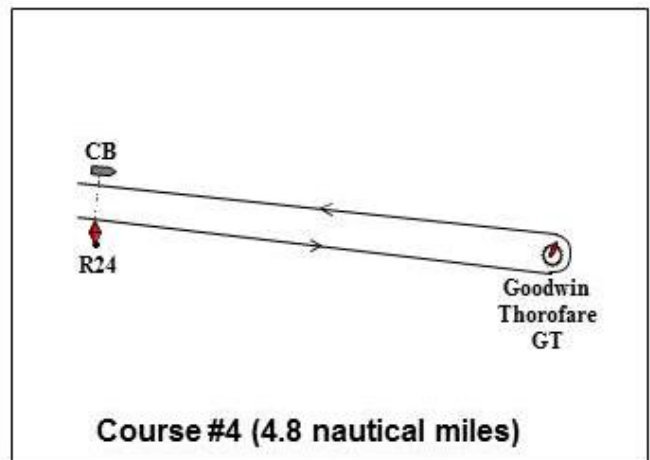 CB
R24
Goodwin
Thorofare
GT
Course #4 (4.8 nautical miles)